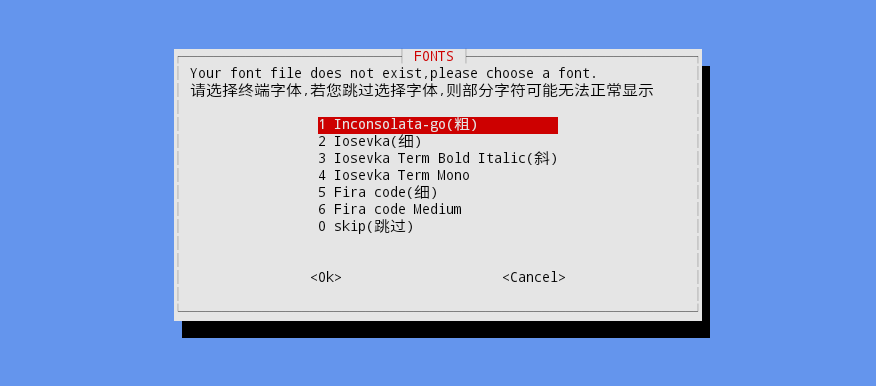 FONTS
Your font file does not exist,please choose a font.
请选择终端字体,若您跳过选择字体,则部分字符可能无法正常显示
1 Inconsolata-go(粗)
2 Iosevka(细)
3 Iosevka Term Bold Italic(斜)
4 Iosevka Term Mono
5 Fira code(细)
6 Fira code Medium
0 skip(跳过)
<Ok> <Cancel>